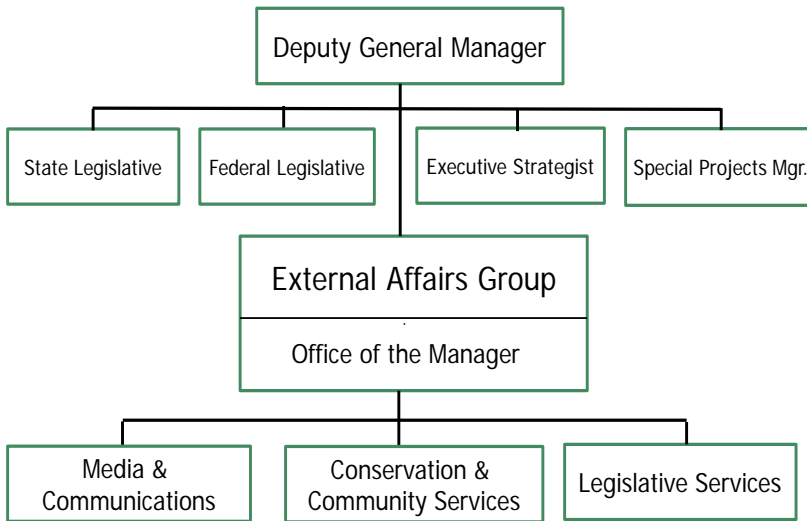 Deputy General Manager
State Legislative
Federal Legislative
Executive Strategist
Special Projects Mgr.
External Affairs Group
Office of the Manager
Media &
Communications
Conservation &
Community Services
Legislative Services